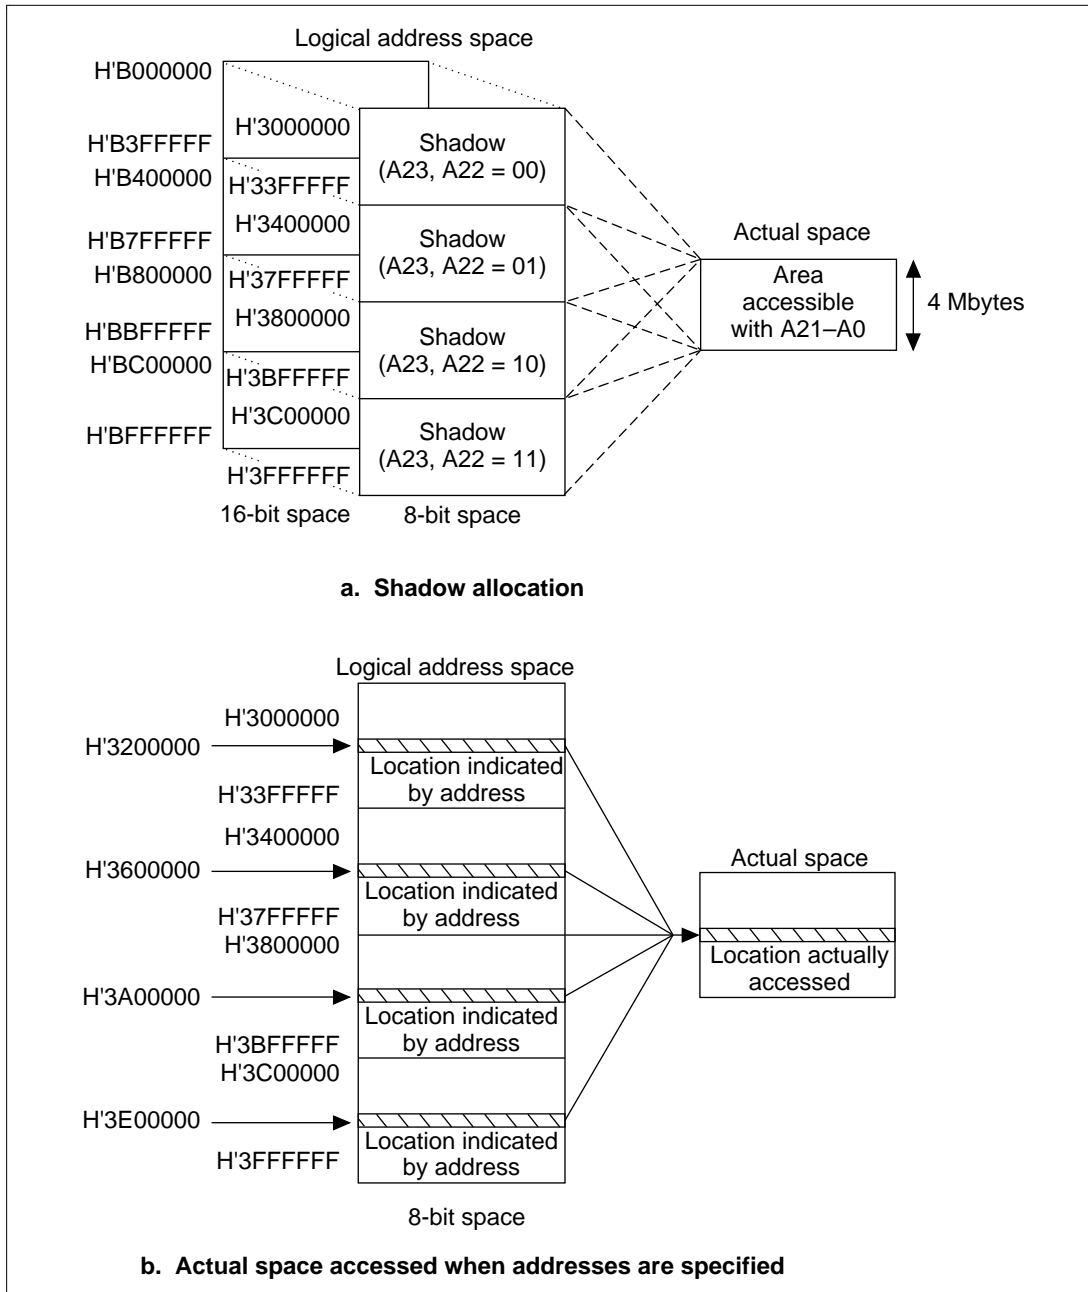 Logical address space
H'B000000
H'3000000
H'B3FFFFF
H'B400000
H'33FFFFF
H'3400000
H'B7FFFFF
H'B800000
H'37FFFFF
H'3800000
H'BBFFFFF
H'BC00000
H'3BFFFFF
H'3C00000
H'BFFFFFF
H'3FFFFFF
Shadow
(A23, A22 = 00)
Shadow
(A23, A22 = 01)
Shadow
(A23, A22 = 10)
Shadow
(A23, A22 = 11)
16-bit space
8-bit space
Actual space
Area
accessible
with A21–A0
4 Mbytes
a. Shadow allocation
Logical address space
H'3000000
H'3200000
Location indicated
by address
H'33FFFFF
H'3400000
H'3600000
Location indicated
by address
H'37FFFFF
H'3800000
H'3A00000
Location indicated
by address
H'3BFFFFF
H'3C00000
H'3E00000
Location indicated
by address
H'3FFFFFF
8-bit space
Actual space
Location actually
accessed
b. Actual space accessed when addresses are specified